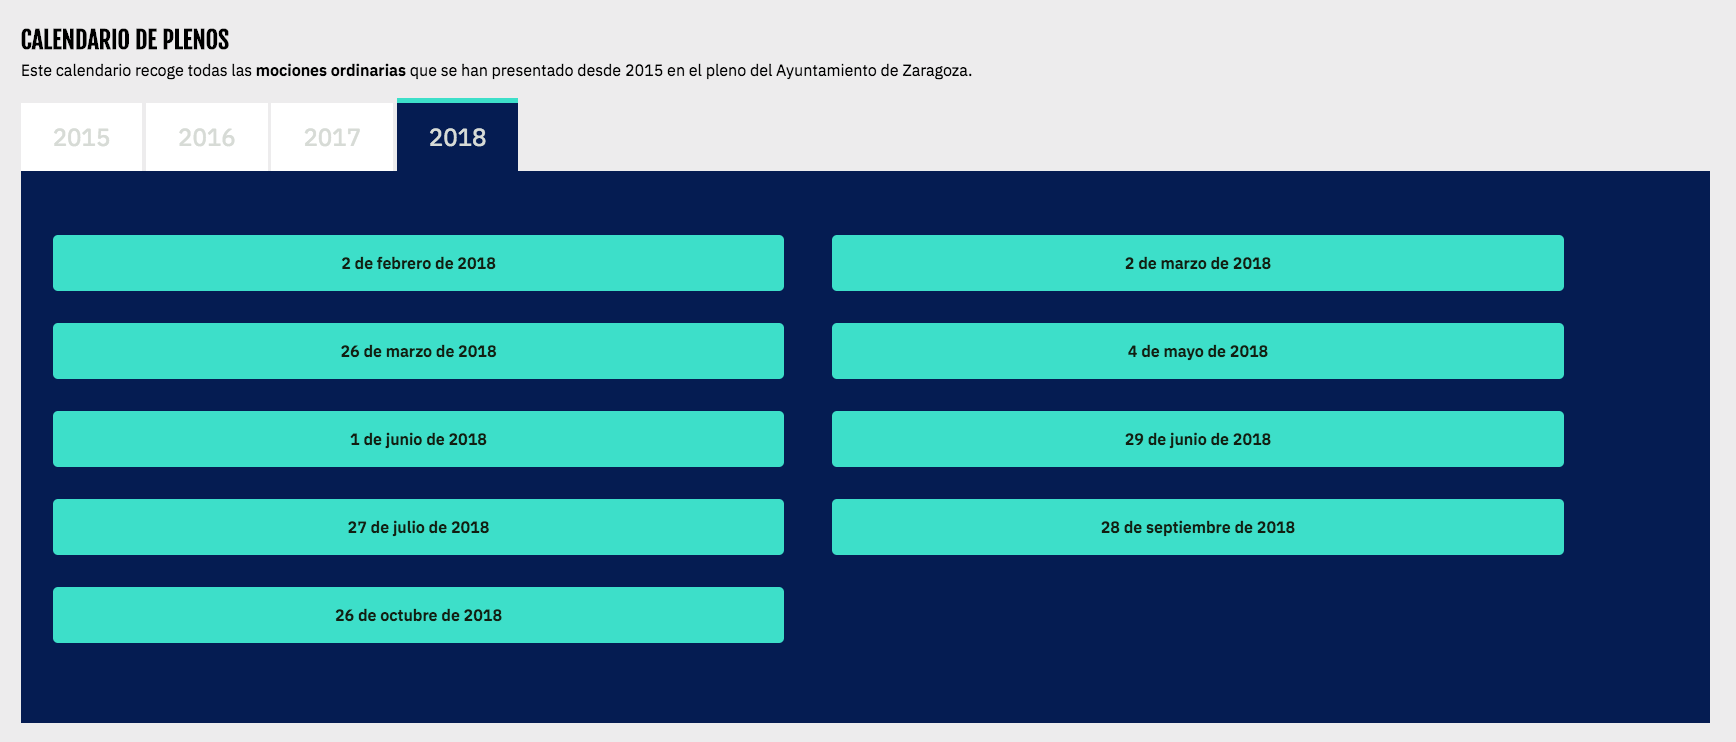 CALENDARIO DE PLENOS
Este calendario recoge todas las mociones ordinarias que se han presentado desde 2015 en el pleno del Ayuntamiento de Zaragoza.
2015 2016 2017 2018
2 de febrero de 2018 2 de marzo de 2018
26 de marzo de 2018 4 de mayo de 2018
1 de junio de 2018 29 de junio de 2018
27 de julio de 2018 28 de septiembre de 2018
26 de octubre de 2018